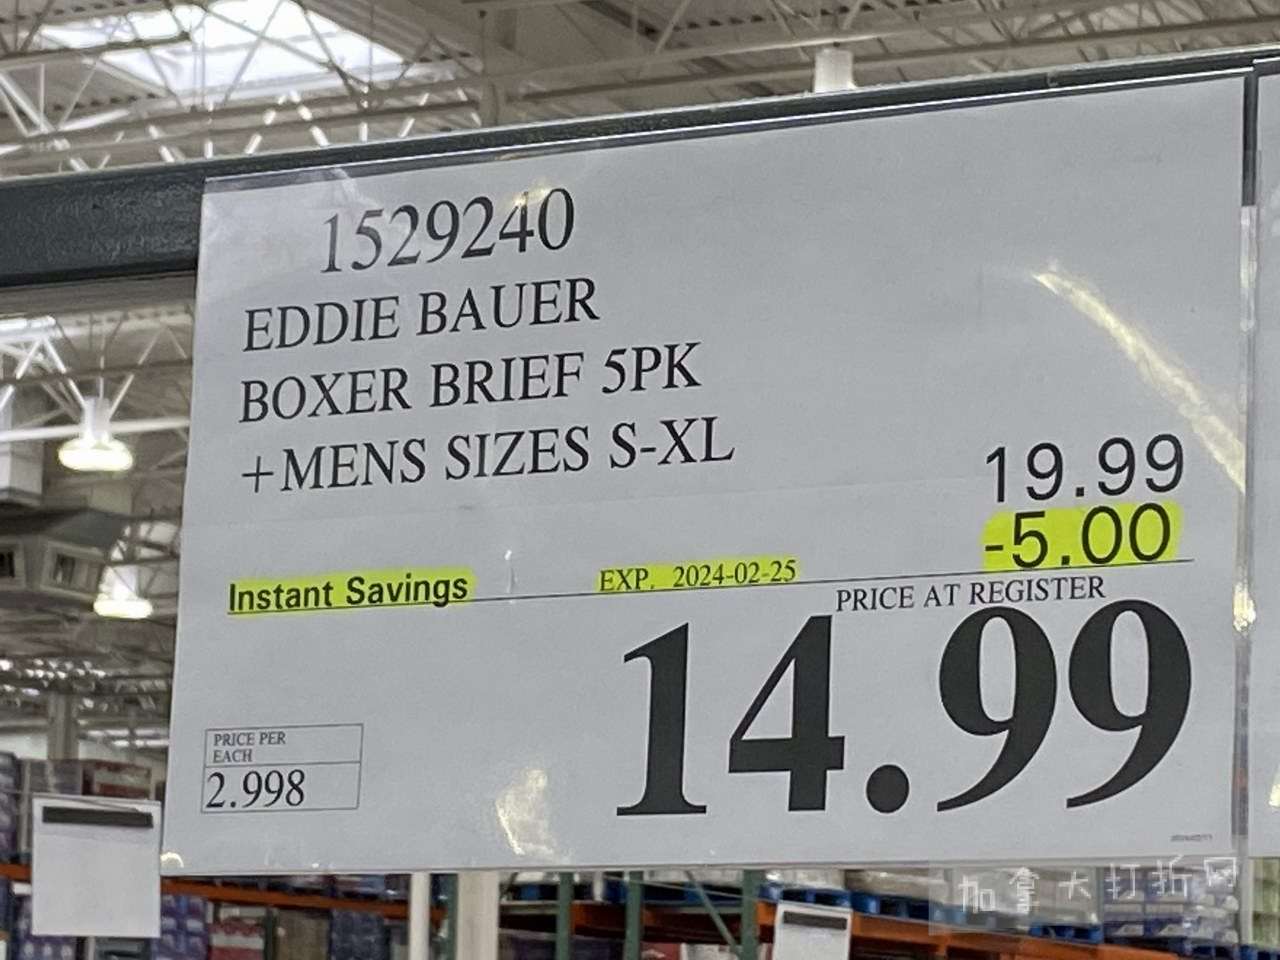 1529240
EDDIE BAUER
BOXER BRIEF 5PK
+MENS SIZES S-XL
19.99
-5.00
Instant Savings EXP. 2024-02-25
PRICE AT REGISTER
14.99
PRICE PER
EACH
2.998
加拿大打折网